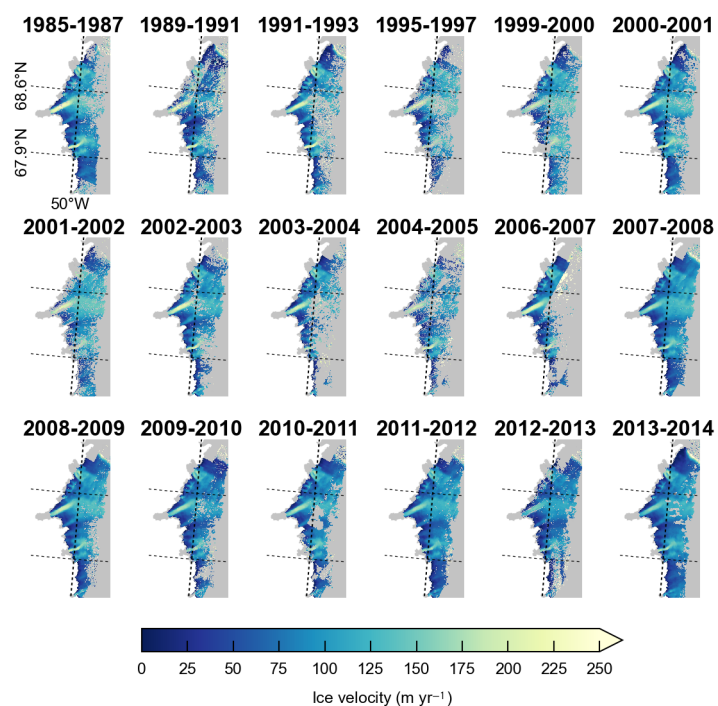 1985-1987 1989-1991 1991-1993 1995-1997 1999-2000 2000-2001
68.6°N
67.9°N
50°W
2001-2002 2002-2003 2003-2004 2004-2005 2006-2007 2007-2008
2008-2009 2009-2010 2010-2011 2011-2012 2012-2013 2013-2014
0 25 50 75 100 125 150 175 200 225 250
Ice velocity (m yr⁻¹)